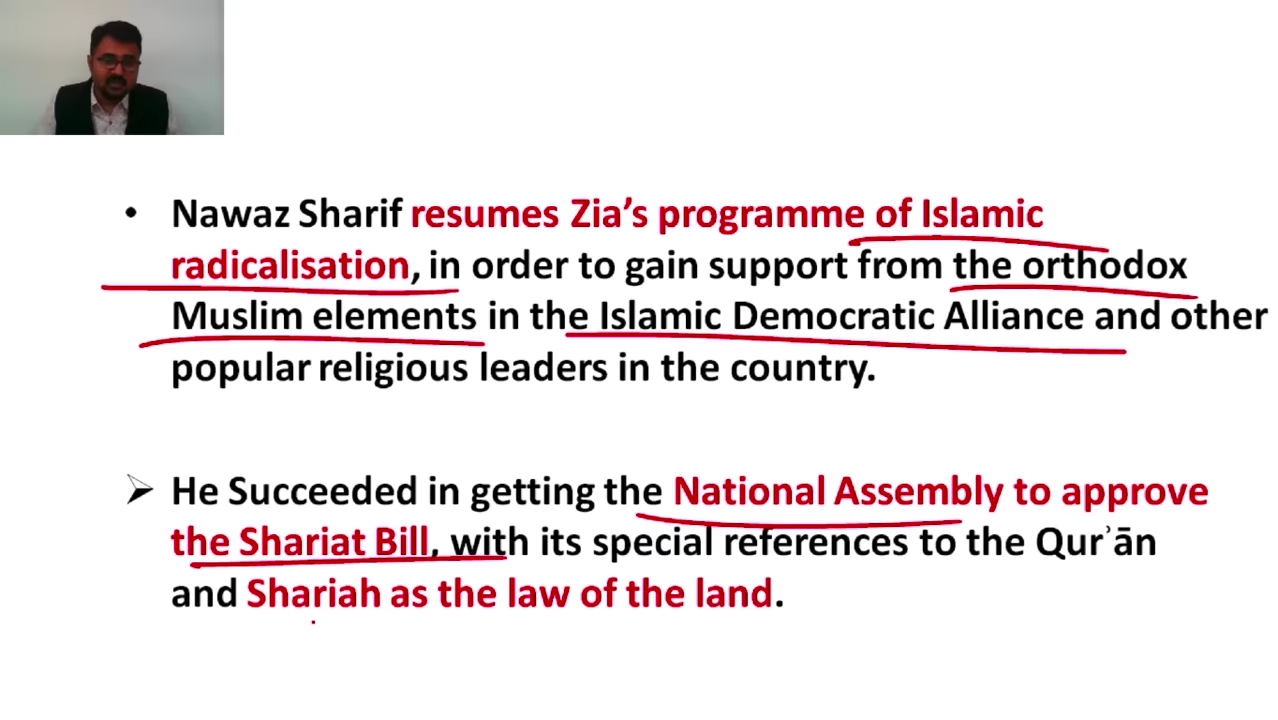 • Nawaz Sharif resumes Zia's programme of Islamic
radicalisation, in order to gain support from the orthodox
Muslim elements in the Islamic Democratic Alliance and other
popular religious leaders in the country.
➢ He Succeeded in getting the National Assembly to approve
the Shariat Bill, with its special references to the Qurʾān
and Shariah as the law of the land.